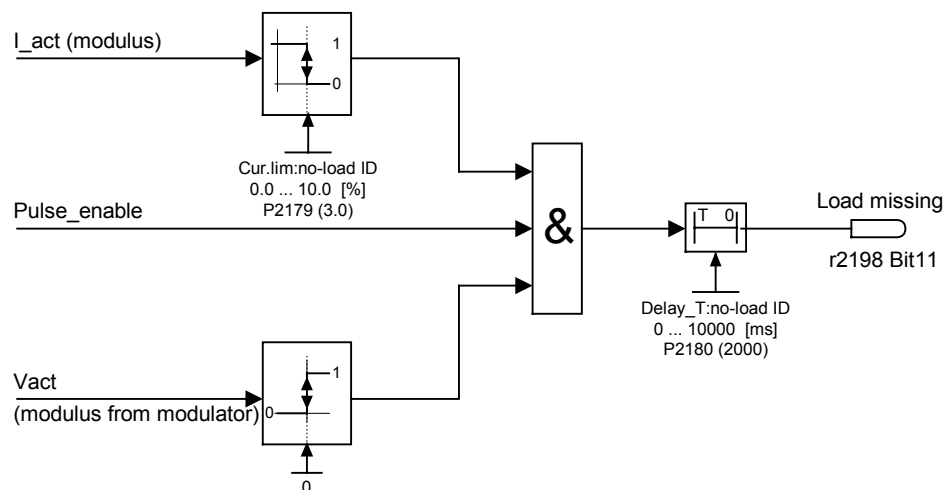 I_act (modulus)
1
0
Cur.lim:no-load ID
0.0 ... 10.0 [%]
P2179 (3.0)
Pulse_enable
&
T 0
Load missing
r2198 Bit11
Delay_T:no-load ID
0 ... 10000 [ms]
P2180 (2000)
Vact
(modulus from modulator)
1
0
0